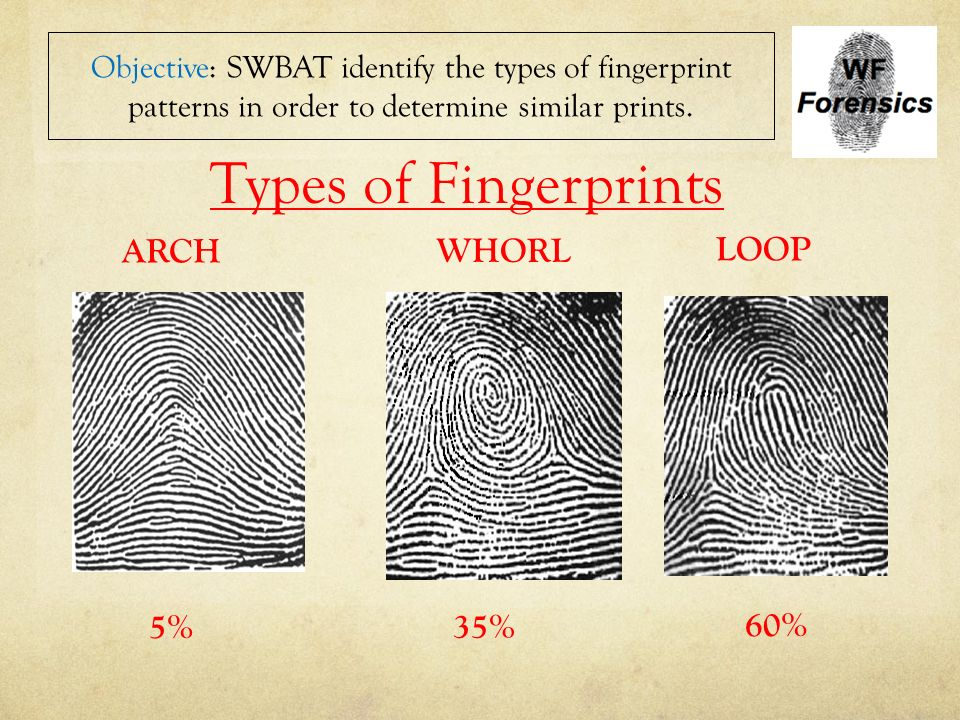 Objective: SWBAT identify the types of fingerprint
patterns in order to determine similar prints.
WF
Forensics
Types of Fingerprints
ARCH
WHORL
LOOP
5%
35%
60%